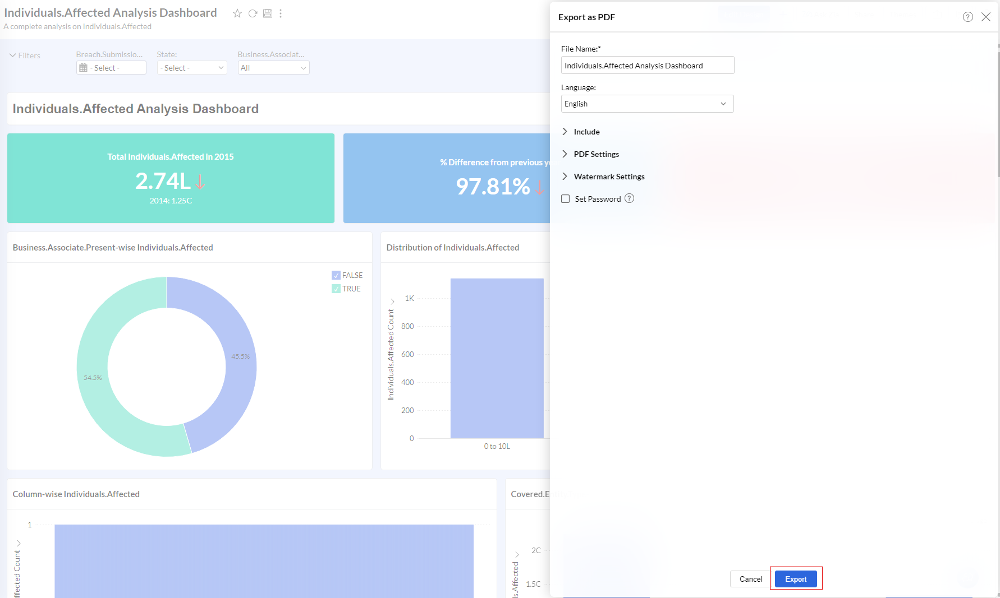 Individuals.Affected Analysis Dashboard
A complete analysis on Individuals.Affected
Filters
Breach.Submissio...
- Select -
State:
- Select -
Business.Associat...
All
Individuals.Affected Analysis Dashboard
Total Individuals.Affected in 2015
2.74L
2014: 1.25C
% Difference from previous
97.81%
Business.Associate.Present-wise Individuals.Affected
FALSE
TRUE
45.5%
54.5%
Distribution of Individuals.Affected
Individuals.Affected Count
1K
800
600
400
200
0
0 to 10L
Column-wise Individuals.Affected
1
Covered.E
2C
1.5C
Export as PDF
File Name:*
Individuals.Affected Analysis Dashboard
Language:
English
Include
PDF Settings
Watermark Settings
Set Password
Cancel
Export